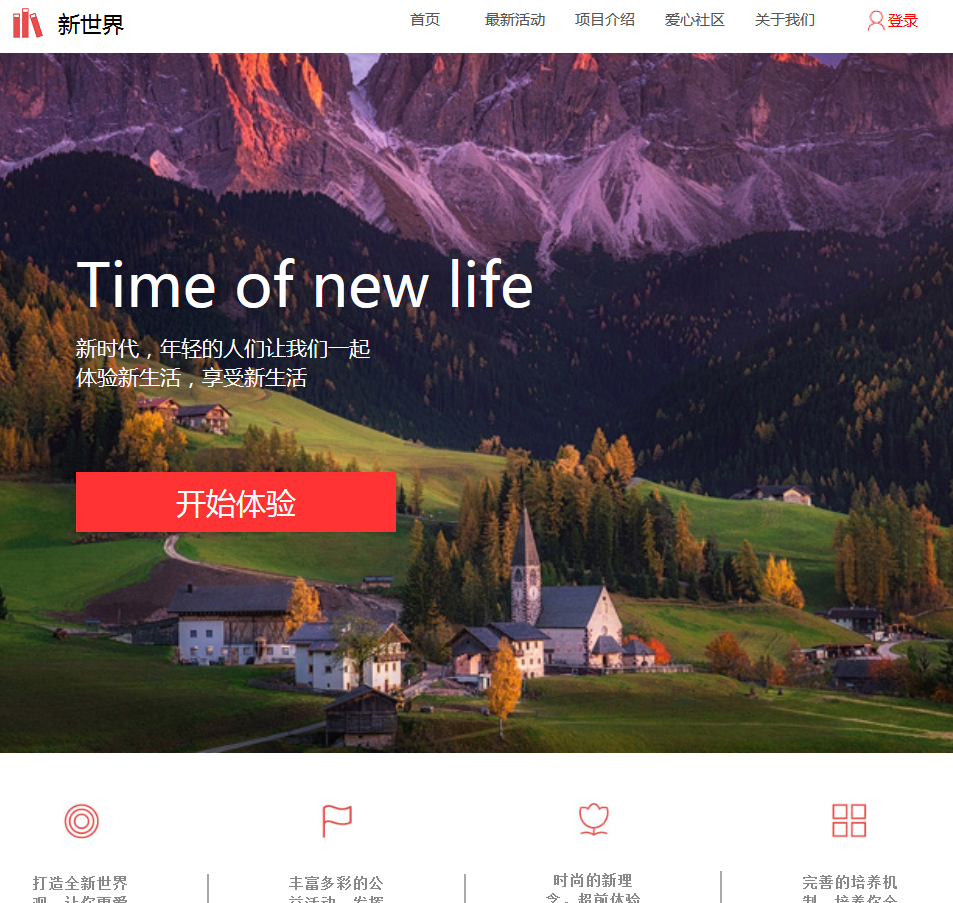 新世界
首页 最新活动 项目介绍 爱心社区 关于我们 登录
Time of new life
新时代，年轻的人们让我们一起
体验新生活，享受新生活
开始体验
打造全新世界 丰富多彩的公 时尚的新理 完善的培养机
观，让你更爱 益活动，发挥 念，超前体验 制，培养你全